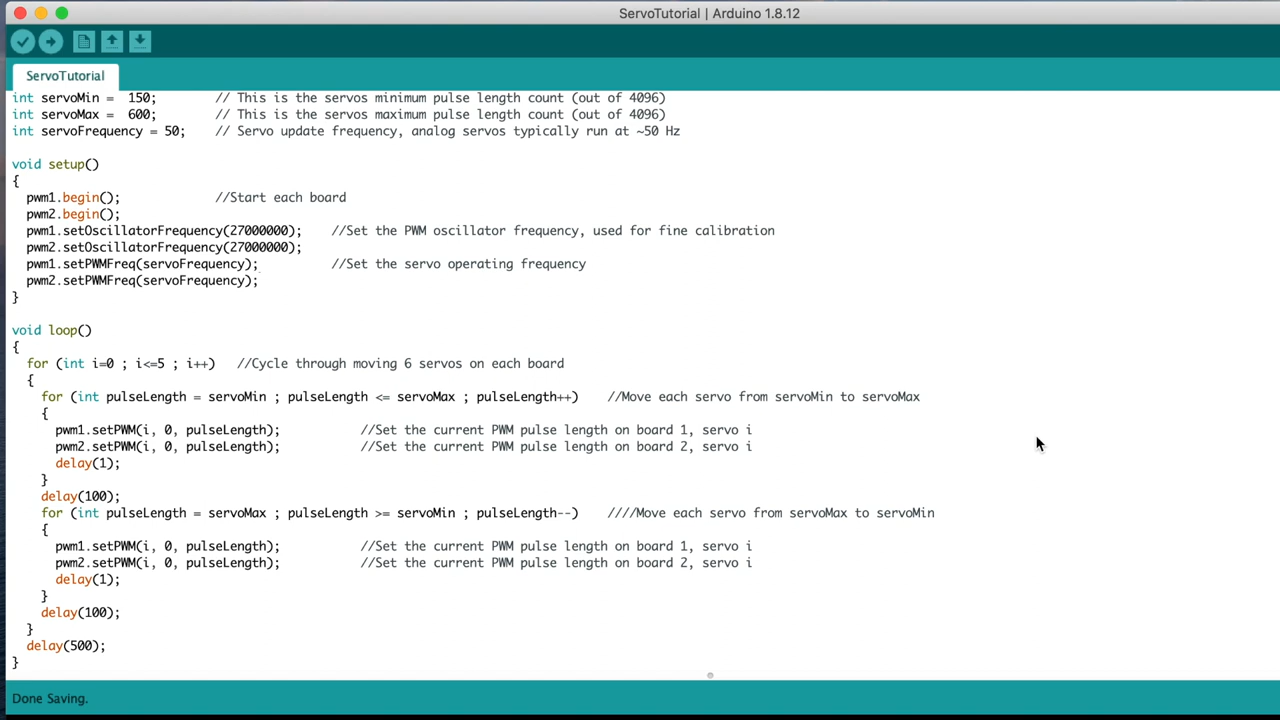 ServoTutorial | Arduino 1.8.12
ServoTutorial
int servoMin =  150;        // This is the servos minimum pulse length count (out of 4096)
int servoMax =  600;        // This is the servos maximum pulse length count (out of 4096)
int servoFrequency = 50;    // Servo update frequency, analog servos typically run at ~50 Hz
void setup()
{
  pwm1.begin();             //Start each board
  pwm2.begin();
  pwm1.setOscillatorFrequency(27000000);    //Set the PWM oscillator frequency, used for fine calibration
  pwm2.setOscillatorFrequency(27000000);
  pwm1.setPWMFreq(servoFrequency);          //Set the servo operating frequency
  pwm2.setPWMFreq(servoFrequency);
}
void loop()
{
  for (int i=0 ; i<=5 ; i++)   //Cycle through moving 6 servos on each board
  {
    for (int pulseLength = servoMin ; pulseLength <= servoMax ; pulseLength++)    //Move each servo from servoMin to servoMax
    {
      pwm1.setPWM(i, 0, pulseLength);           //Set the current PWM pulse length on board 1, servo i
      pwm2.setPWM(i, 0, pulseLength);           //Set the current PWM pulse length on board 2, servo i
      delay(1);
    }
    delay(100);
    for (int pulseLength = servoMax ; pulseLength >= servoMin ; pulseLength--)    ////Move each servo from servoMax to servoMin
    {
      pwm1.setPWM(i, 0, pulseLength);           //Set the current PWM pulse length on board 1, servo i
      pwm2.setPWM(i, 0, pulseLength);           //Set the current PWM pulse length on board 2, servo i
      delay(1);
    }
    delay(100);
  }
  delay(500);
}
Done Saving.